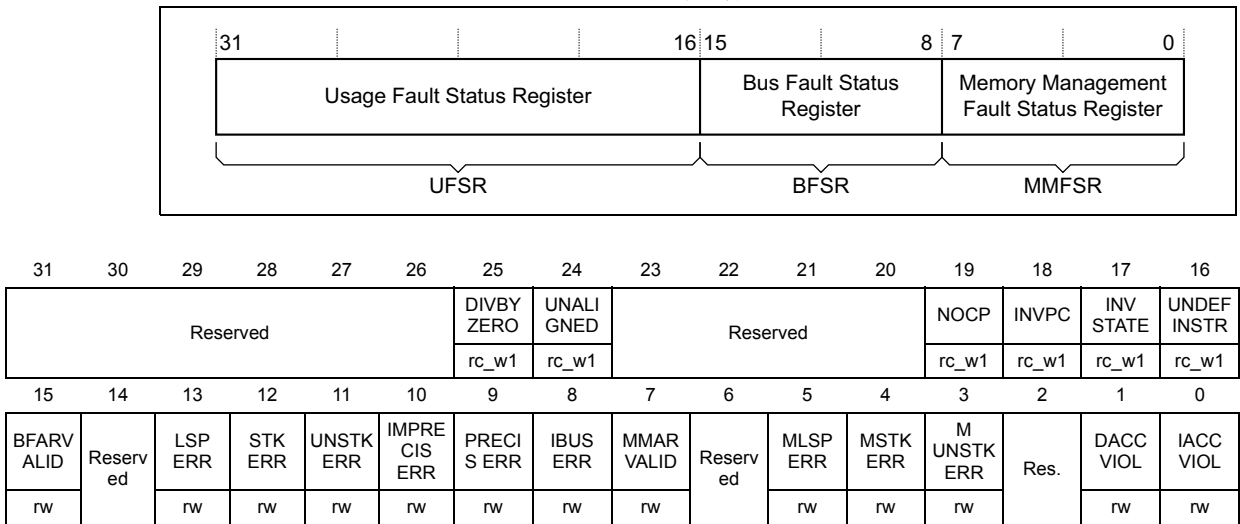 31 16 15 8 7 0
Usage Fault Status Register
Bus Fault Status
Register
Memory Management
Fault Status Register
UFSR BFSR MMFSR
31 30 29 28 27 26 25 24 23 22 21 20 19 18 17 16
Reserved
DIVBY
ZERO
UNALI
GNED
Reserved
NOCP
INVPC
INV
STATE
UNDEF
INSTR
rc_w1 rc_w1 rc_w1 rc_w1 rc_w1 rc_w1
15 14 13 12 11 10 9 8 7 6 5 4 3 2 1 0
BFARV
ALID
Reserv
ed
LSP
ERR
STK
ERR
UNSTK
ERR
IMPRE
CIS
ERR
PRECI
S ERR
IBUS
ERR
MMAR
VALID
Reserv
ed
MLSP
ERR
MSTK
ERR
M
UNSTK
ERR
Res.
DACC
VIOL
IACC
VIOL
rw rw rw rw rw rw rw rw rw rw rw rw rw